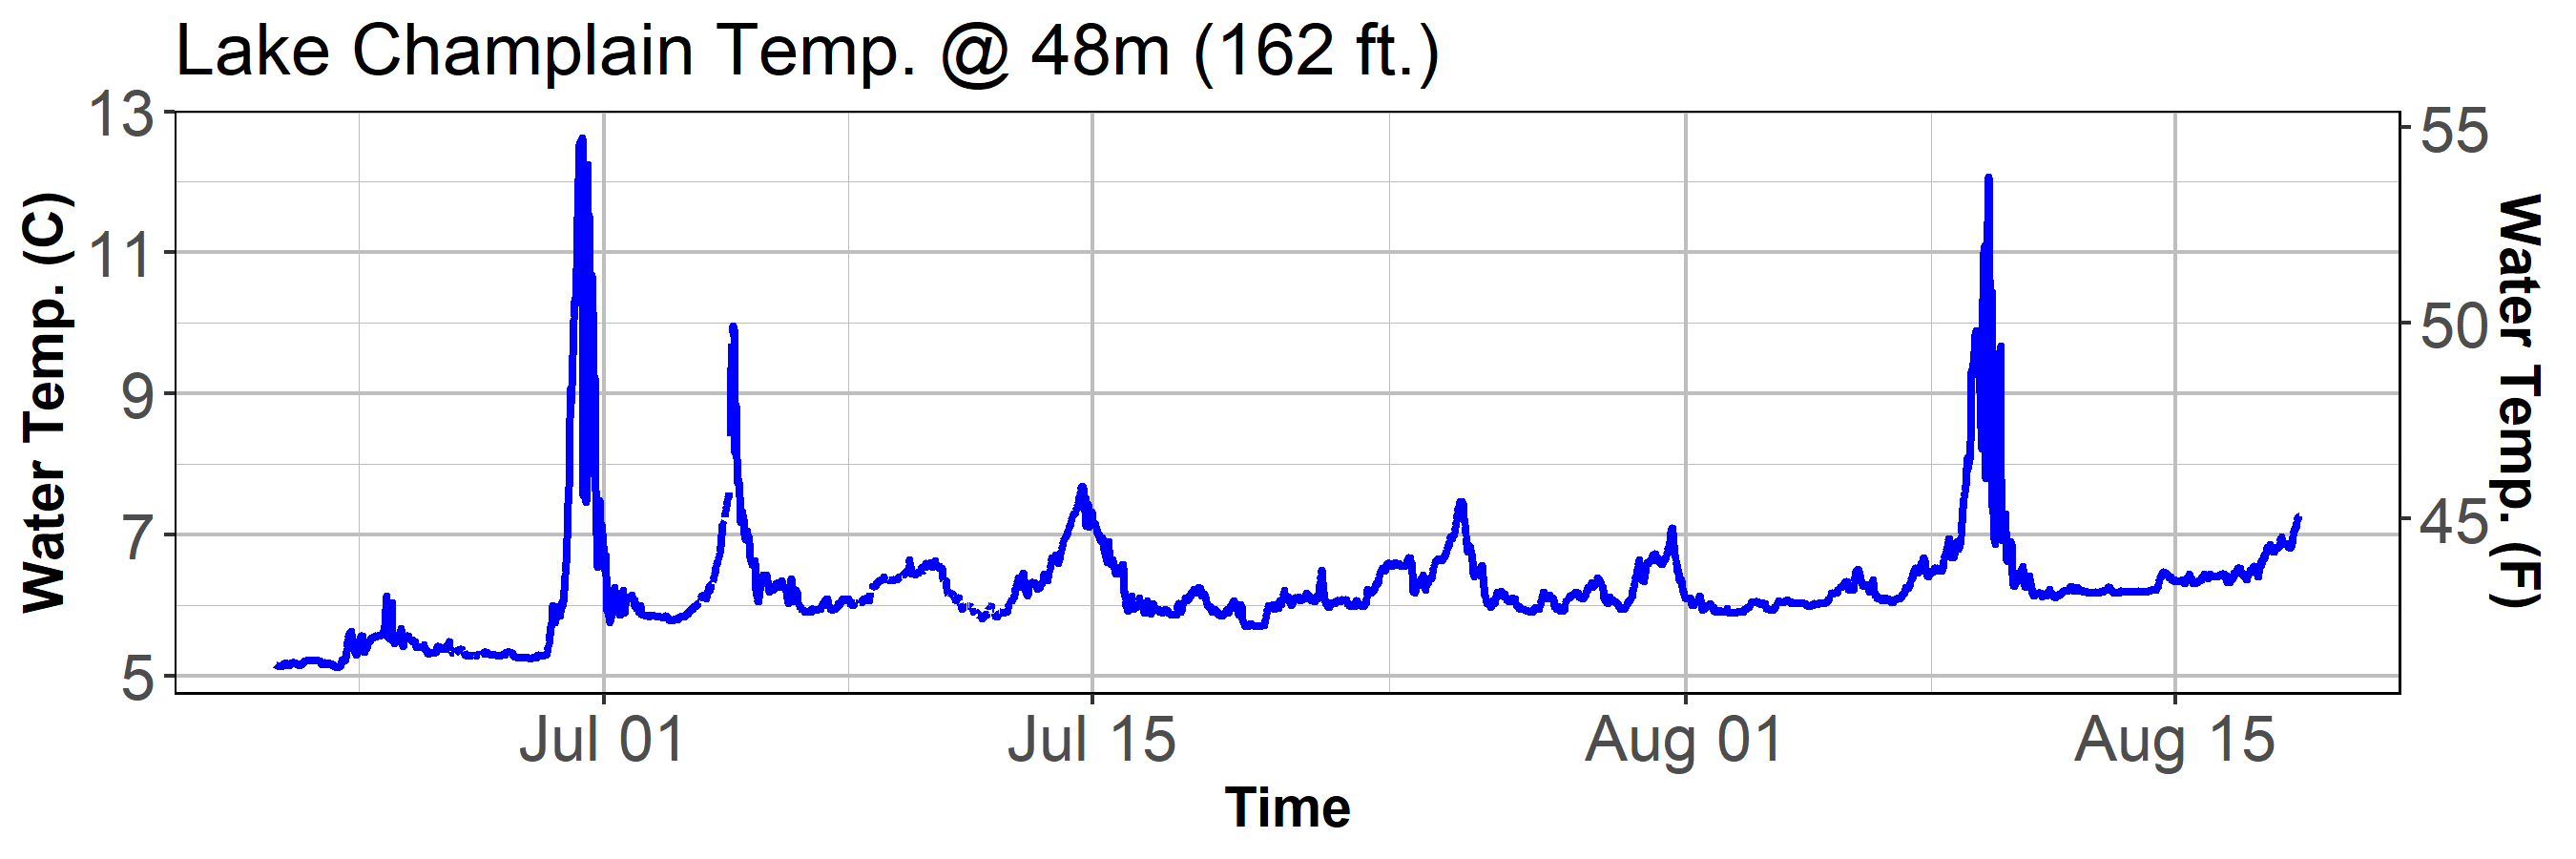 Lake Champlain Temp. @ 48m (162 ft.)
Water Temp. (C)
13
11
9
7
5
55
50
45
Water Temp. (F)
Jul 01
Jul 15
Aug 01
Aug 15
Time